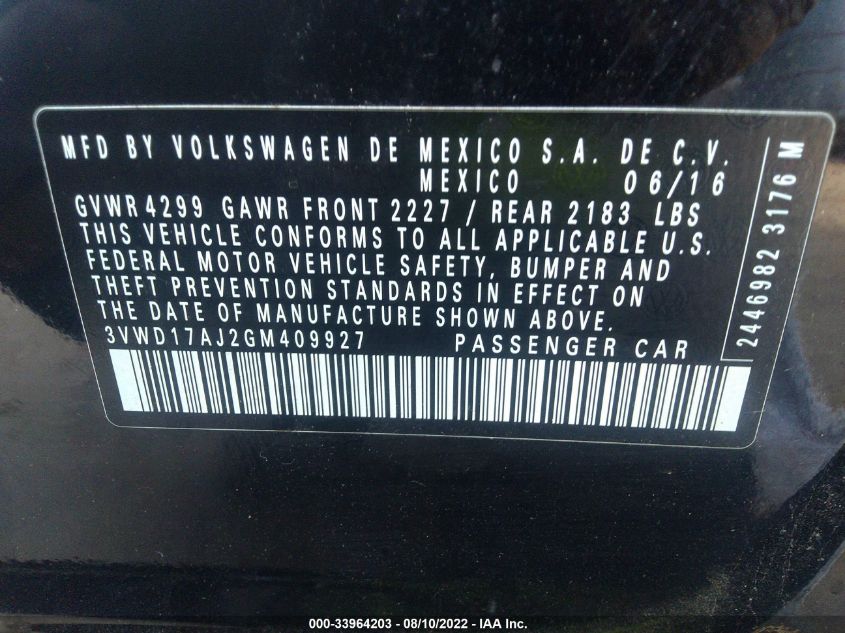 MFD BY VOLKSWAGEN DE MEXICO S.A. DE C.V.
MEXICO 06/16
GVWR 4299 GAWR FRONT 2227 / REAR 2183 LBS
THIS VEHICLE CONFORMS TO ALL APPLICABLE U.S.
FEDERAL MOTOR VEHICLE SAFETY, BUMPER AND
THEFT PREVENTION STANDARDS IN EFFECT ON
THE DATE OF MANUFACTURE SHOWN ABOVE.
3VWD17AJ2GM409927 PASSENGER CAR
2446982 3176 M
000-33964203 - 08/10/2022 - IAA Inc.